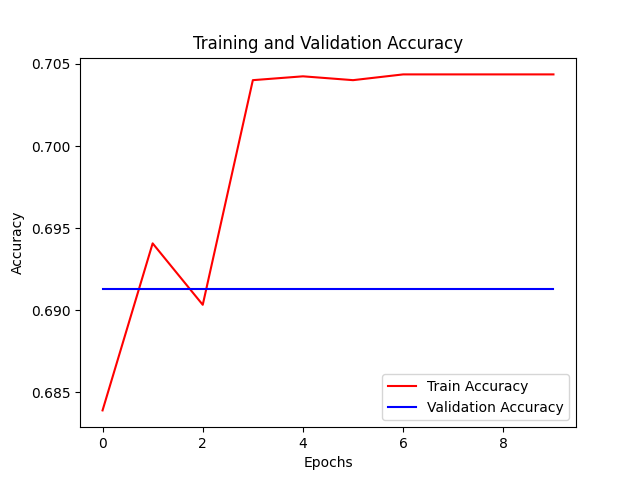 Training and Validation Accuracy
Accuracy
0.705
0.700
0.695
0.690
0.685
Train Accuracy
Validation Accuracy
0 2 4 6 8
Epochs